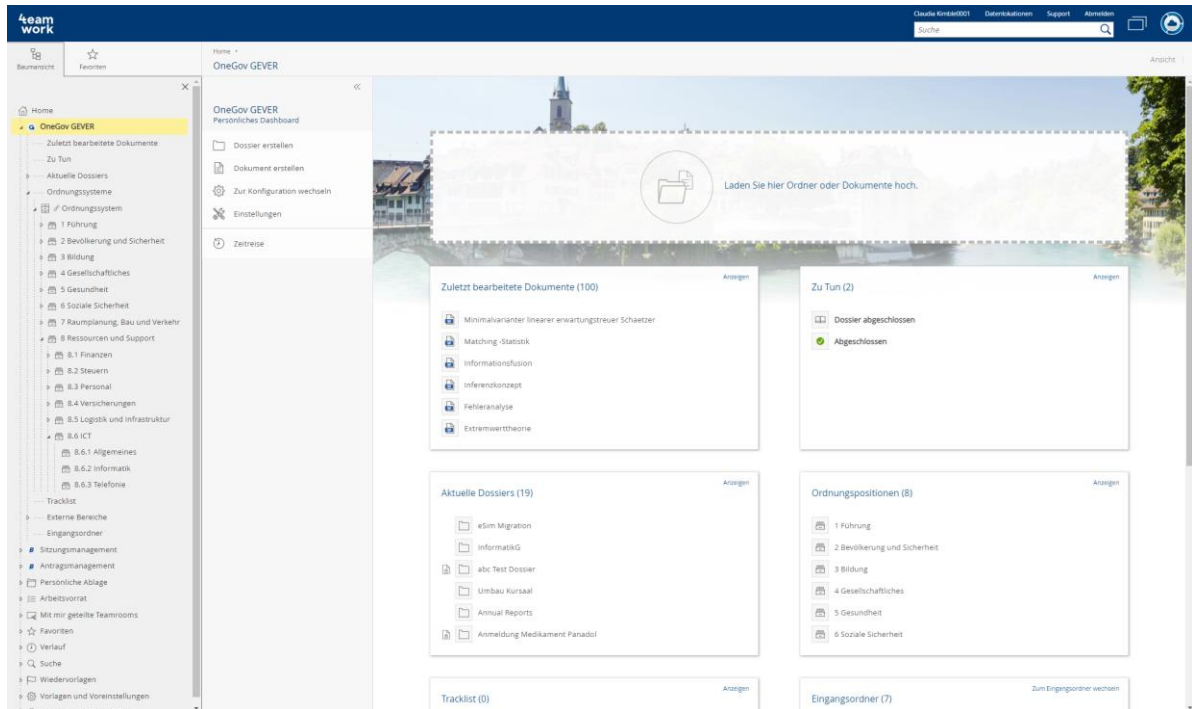 4team
work
Claudia Kimble0001 Datenlokationen Support Abmelden
Suche
Baumansicht Favoriten
Home
OneGov GEVER
Ansicht
Home
OneGov GEVER
Zuletzt bearbeitete Dokumente
Zu Tun
Aktuelle Dossiers
Ordnungssysteme
Ordnungssystem
1 Führung
2 Bevölkerung und Sicherheit
3 Bildung
4 Gesellschaftliches
5 Gesundheit
6 Soziale Sicherheit
7 Raumplanung, Bau und Verkehr
8 Ressourcen und Support
8.1 Finanzen
8.2 Steuern
8.3 Personal
8.4 Versicherungen
8.5 Logistik und Infrastruktur
8.6 ICT
8.6.1 Allgemeines
8.6.2 Informatik
8.6.3 Telefonie
Tracklist
Externe Bereiche
Eingangsordner
Sitzungsmanagement
Antragsmanagement
Persönliche Ablage
Arbeitsvorrat
Mit mir geteilte Teamrooms
Favoriten
Verlauf
Suche
Wiedervorlagen
Vorlagen und Voreinstellungen
OneGov GEVER
Persönliches Dashboard
Dossier erstellen
Dokument erstellen
Zur Konfiguration wechseln
Einstellungen
Zeitreise
Laden Sie hier Ordner oder Dokumente hoch.
Anzeigen
Zuletzt bearbeitete Dokumente (100)
Minimalvarianter linearer erwartungstreuer Schaetzer
Matching -Statistik
Informationsfusion
Inferenzkonzept
Fehleranalyse
Extremwerttheorie
Anzeigen
Zu Tun (2)
Dossier abgeschlossen
Abgeschlossen
Anzeigen
Aktuelle Dossiers (19)
eSim Migration
InformatikG
abc Test Dossier
Umbau Kursaal
Annual Reports
Anmeldung Medikament Panadol
Anzeigen
Ordnungspositionen (8)
1 Führung
2 Bevölkerung und Sicherheit
3 Bildung
4 Gesellschaftliches
5 Gesundheit
6 Soziale Sicherheit
Anzeigen
Tracklist (0)
Zum Eingangsordner wechseln
Eingangsordner (7)